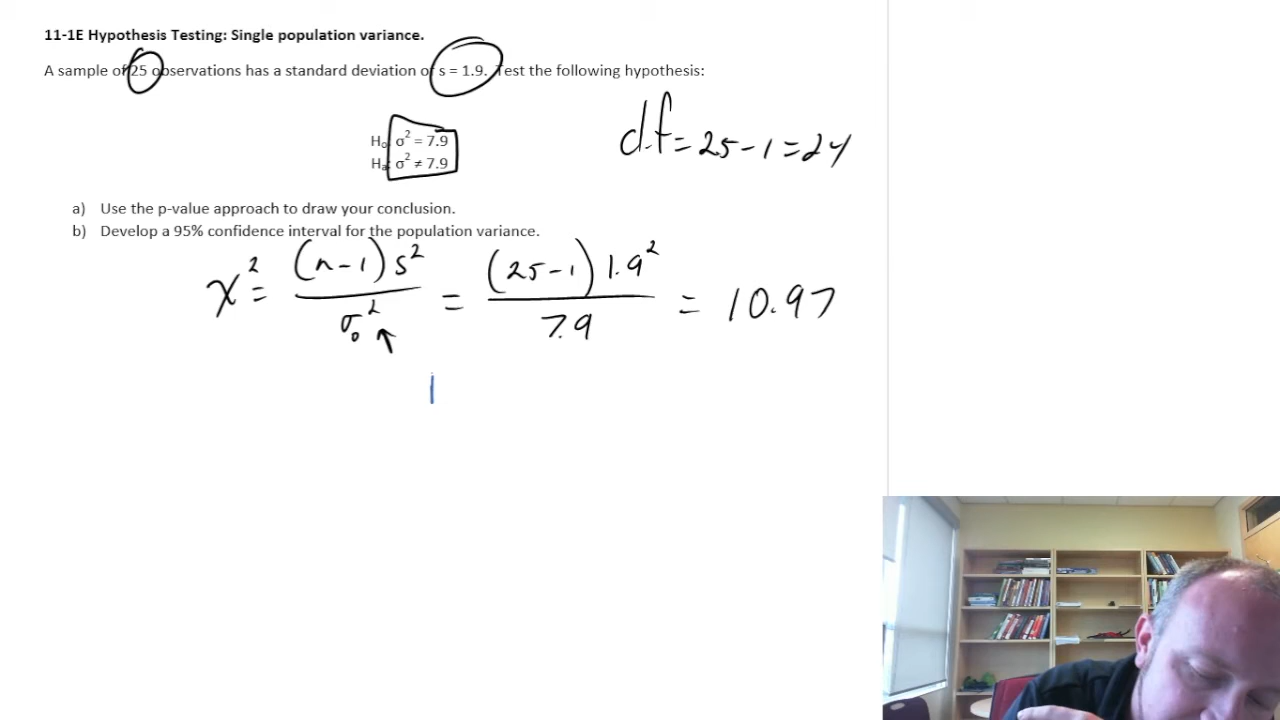 11-1E Hypothesis Testing: Single population variance.
A sample of 25 observations has a standard deviation of s = 1.9. Test the following hypothesis:
H₀: σ² = 7.9
Hₐ: σ² ≠ 7.9
df = 25 - 1 = 24
a) Use the p-value approach to draw your conclusion.
b) Develop a 95% confidence interval for the population variance.
χ² = (n-1)s² / σ₀² = (25-1)1.9² / 7.9 = 10.97